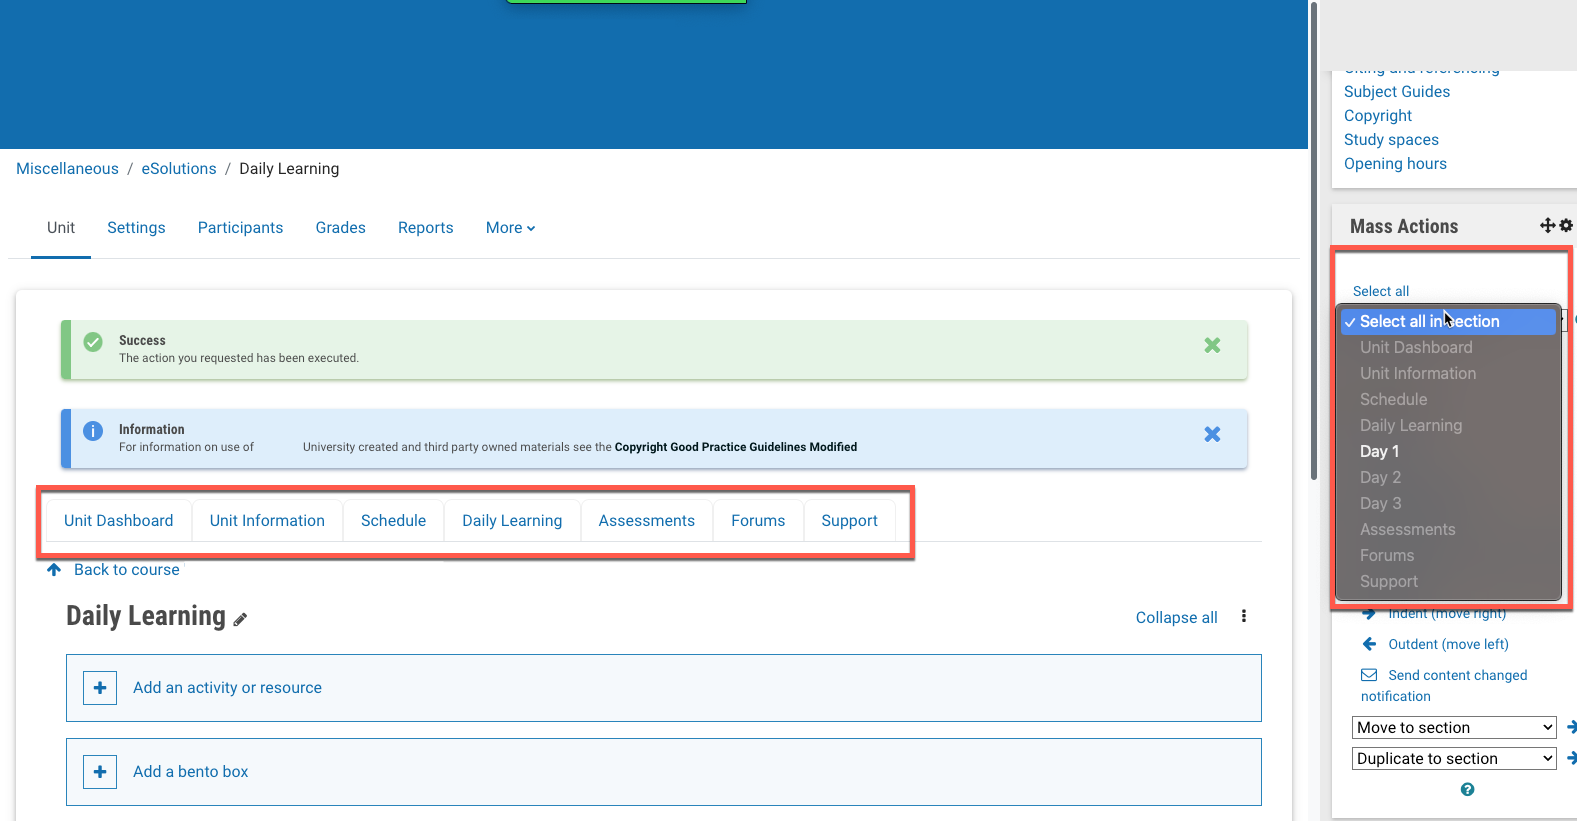 Miscellaneous / eSolutions / Daily Learning
Unit Settings Participants Grades Reports More
Success
The action you requested has been executed.
Information
For information on use of University created and third party owned materials see the Copyright Good Practice Guidelines Modified
Unit Dashboard Unit Information Schedule Daily Learning Assessments Forums Support
Back to course
Daily Learning
Collapse all
Add an activity or resource
Add a bento box
Citing and referencing
Subject Guides
Copyright
Study spaces
Opening hours
Mass Actions
Select all
Select all in section
Unit Dashboard
Unit Information
Schedule
Daily Learning
Day 1
Day 2
Day 3
Assessments
Forums
Support
Indent (move right)
Outdent (move left)
Send content changed
notification
Move to section
Duplicate to section